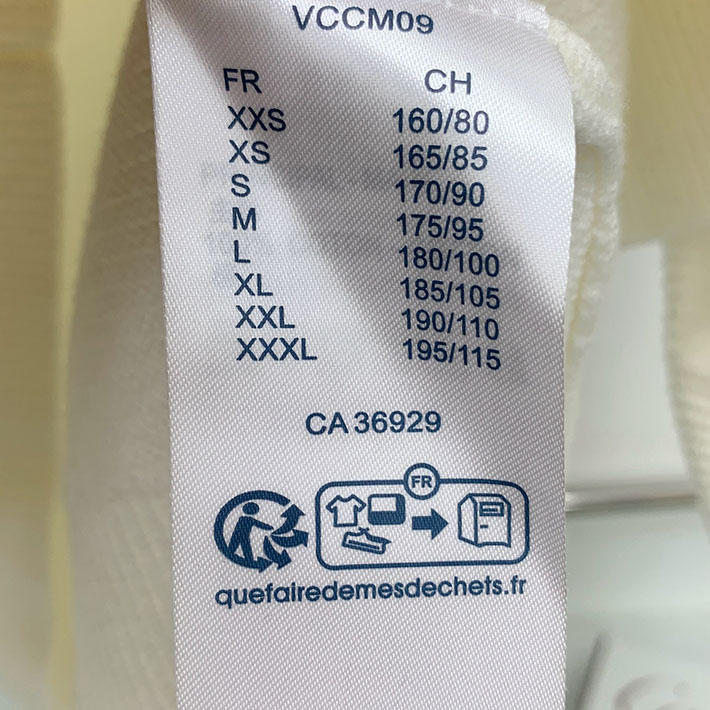 VCCM09
FR CH
XXS 160/80
XS 165/85
S 170/90
M 175/95
L 180/100
XL 185/105
XXL 190/110
XXXL 195/115
CA 36929
FR
quefairedemesdechets.fr